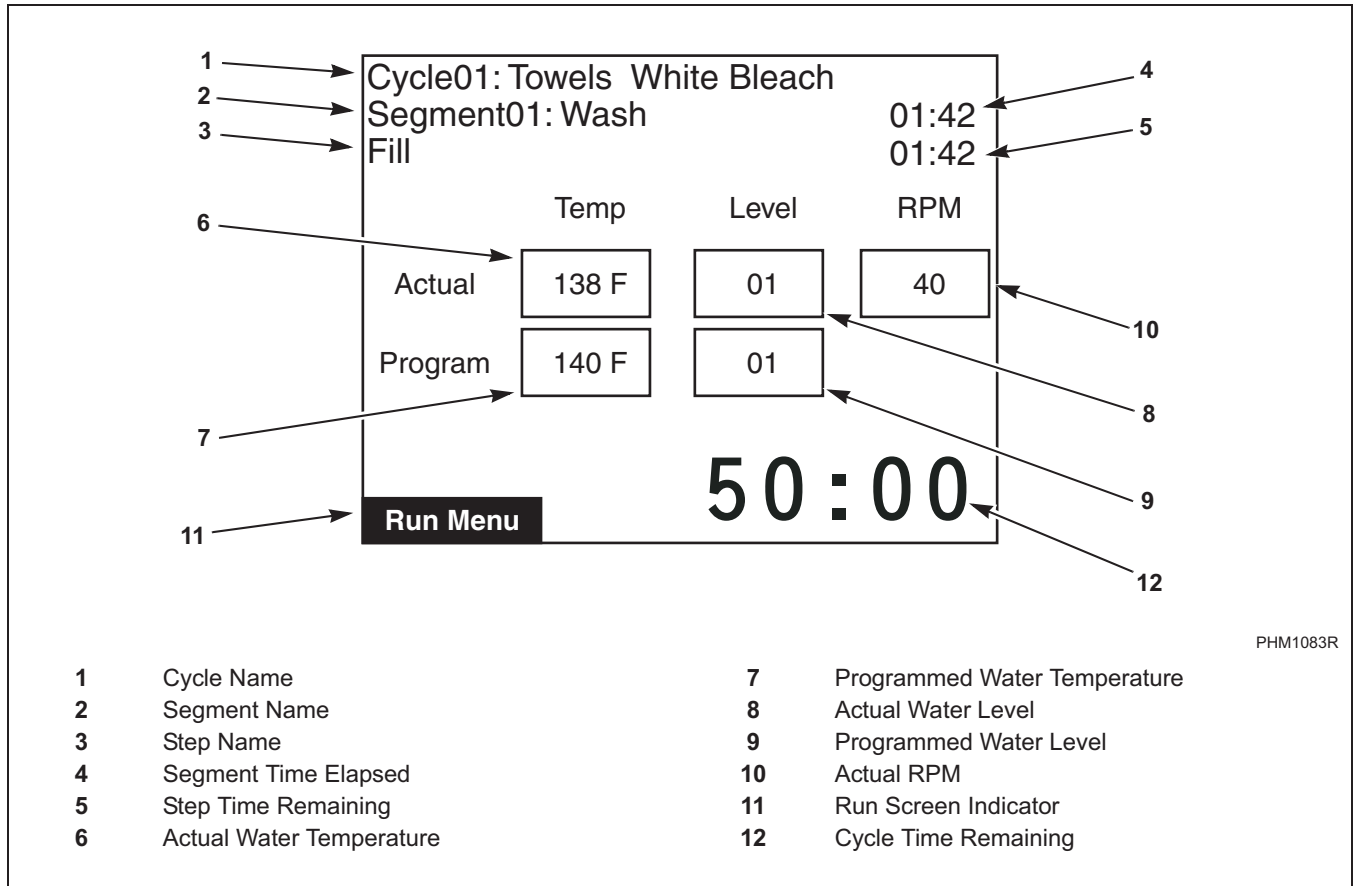 1
2
3
Cycle01: Towels  White Bleach
Segment01: Wash 01:42
Fill 01:42
4
5
Temp Level RPM
6
Actual 138 F 01 40
10
Program 140 F 01
7
8
50:00
9
Run Menu
11
12
PHM1083R
1 Cycle Name
2 Segment Name
3 Step Name
4 Segment Time Elapsed
5 Step Time Remaining
6 Actual Water Temperature
7 Programmed Water Temperature
8 Actual Water Level
9 Programmed Water Level
10 Actual RPM
11 Run Screen Indicator
12 Cycle Time Remaining